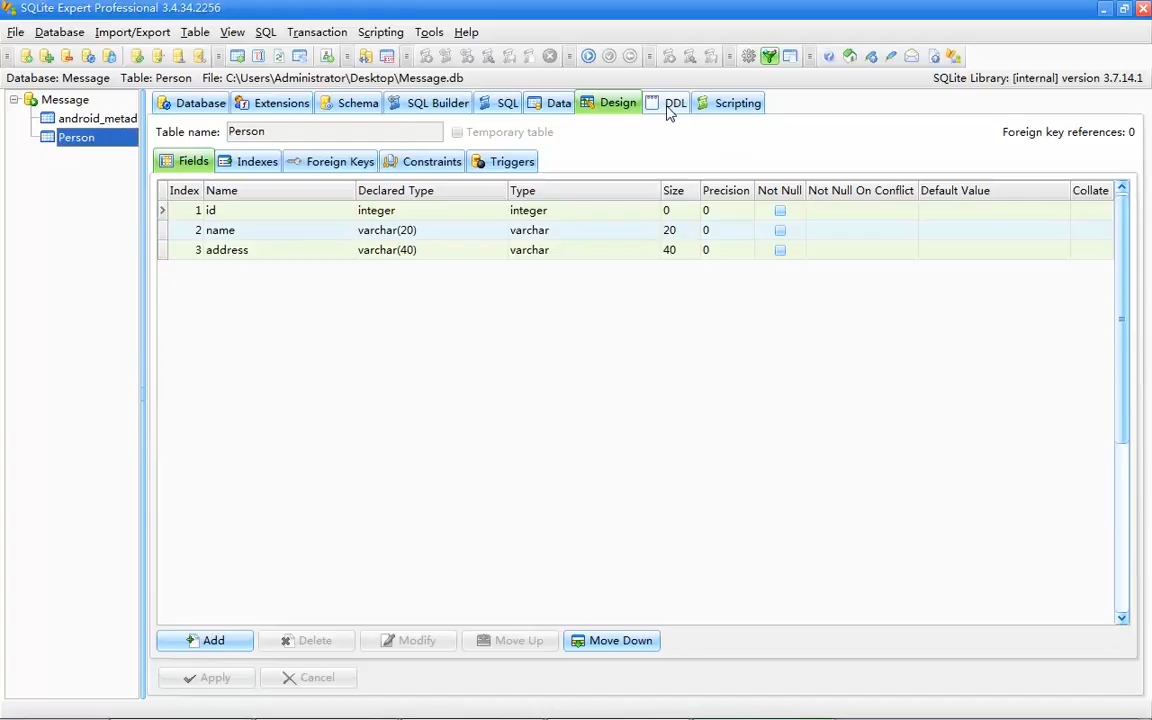 SQLite Expert Professional 3.4.34.2256
File Database Import/Export Table View SQL Transaction Scripting Tools Help
Database: Message Table: Person File: C:\Users\Administrator\Desktop\Message.db SQLite Library: [internal] version 3.7.14.1
Message
android_metad
Person
Database Extensions Schema SQL Builder SQL Data Design DDL Scripting
Table name: Person Temporary table Foreign key references: 0
Fields Indexes Foreign Keys Constraints Triggers
Index Name Declared Type Type Size Precision Not Null Not Null On Conflict Default Value Collate
1 id integer integer 0 0
2 name varchar(20) varchar 20 0
3 address varchar(40) varchar 40 0
Add Delete Modify Move Up Move Down
Apply Cancel